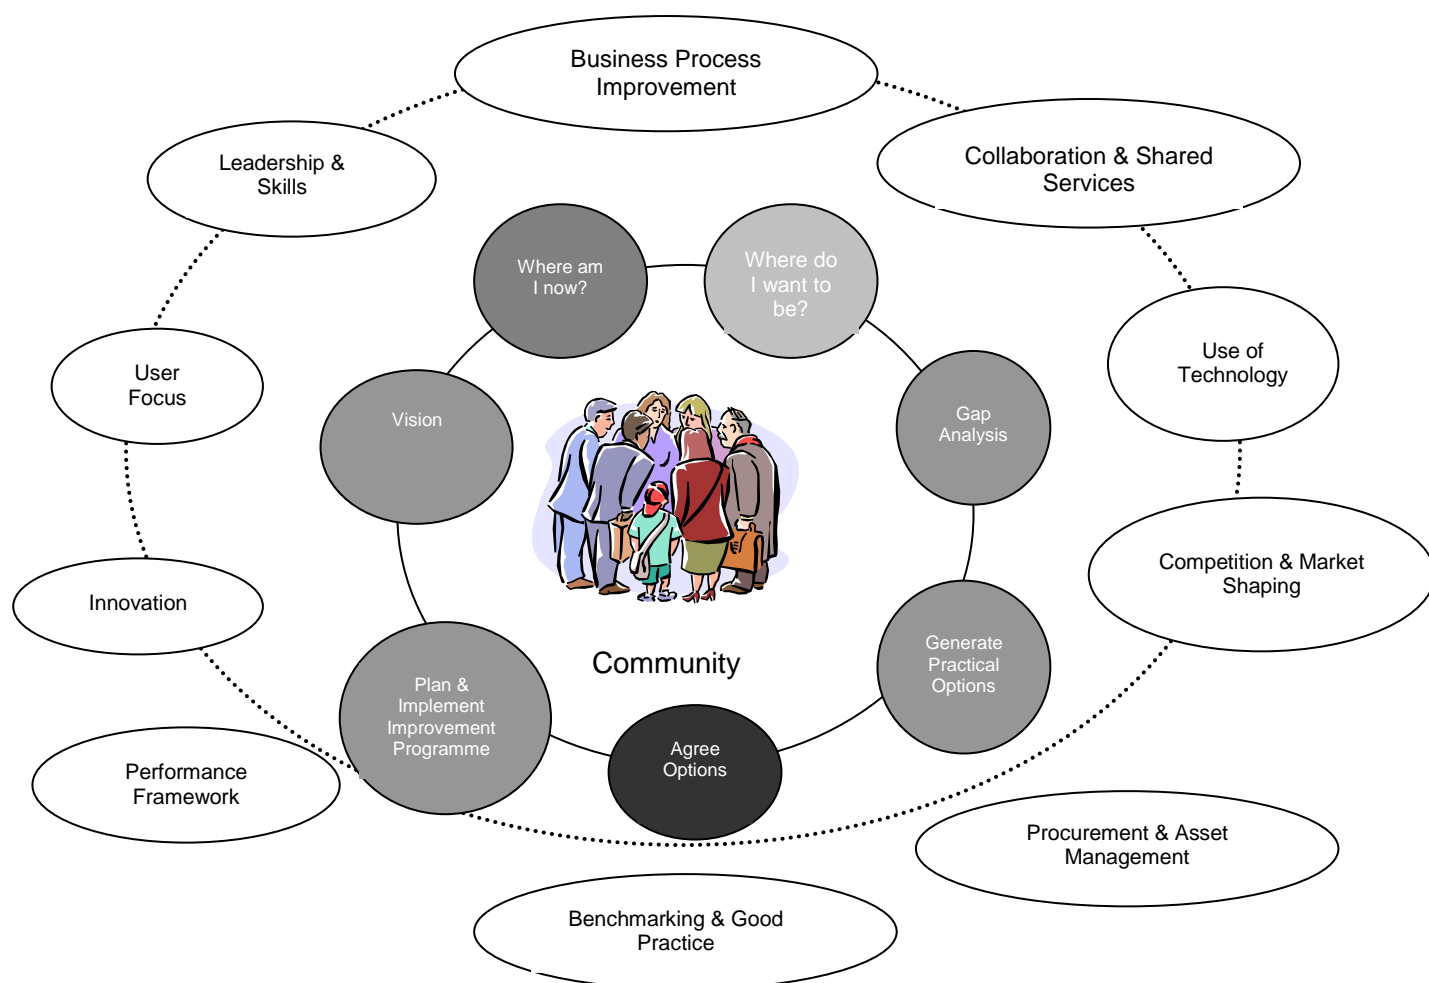 Business Process
Improvement
Leadership &
Skills
Collaboration & Shared
Services
Where am
I now?
Where do
I want to
be?
User
Focus
Use of
Technology
Vision
Gap
Analysis
Innovation
Competition & Market
Shaping
Community
Generate
Practical
Options
Plan &
Implement
Improvement
Programme
Agree
Options
Performance
Framework
Procurement & Asset
Management
Benchmarking & Good
Practice